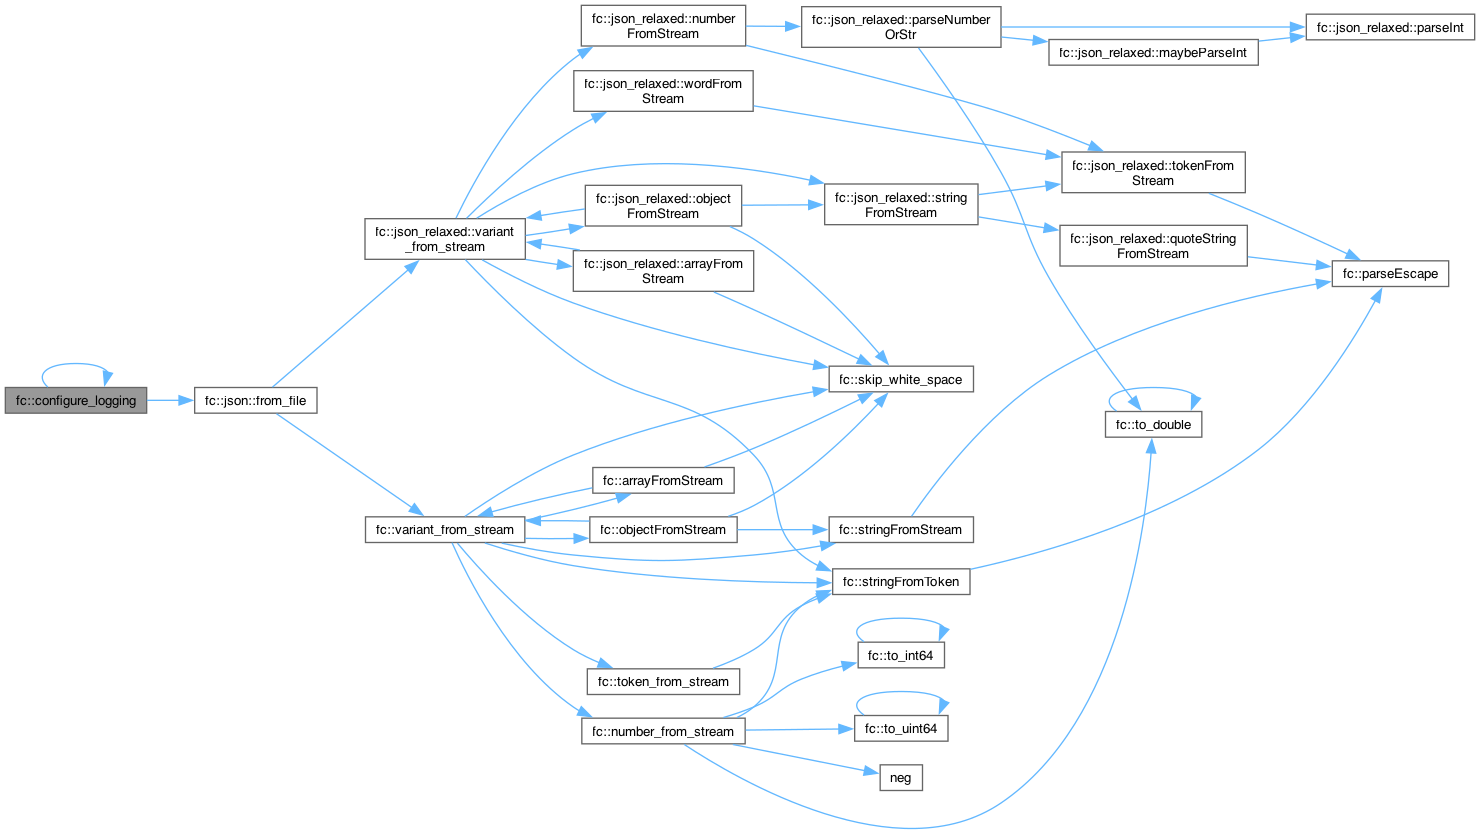 fc::json_relaxed::number
FromStream
fc::json_relaxed::parseNumber
OrStr
fc::json_relaxed::parseInt
fc::json_relaxed::maybeParseInt
fc::json_relaxed::wordFrom
Stream
fc::json_relaxed::tokenFrom
Stream
fc::json_relaxed::object
FromStream
fc::json_relaxed::string
FromStream
fc::json_relaxed::variant
_from_stream
fc::json_relaxed::quoteString
FromStream
fc::json_relaxed::arrayFrom
Stream
fc::parseEscape
fc::skip_white_space
fc::configure_logging
fc::json::from_file
fc::to_double
fc::arrayFromStream
fc::variant_from_stream
fc::objectFromStream
fc::stringFromStream
fc::stringFromToken
fc::to_int64
fc::token_from_stream
fc::number_from_stream
fc::to_uint64
neg